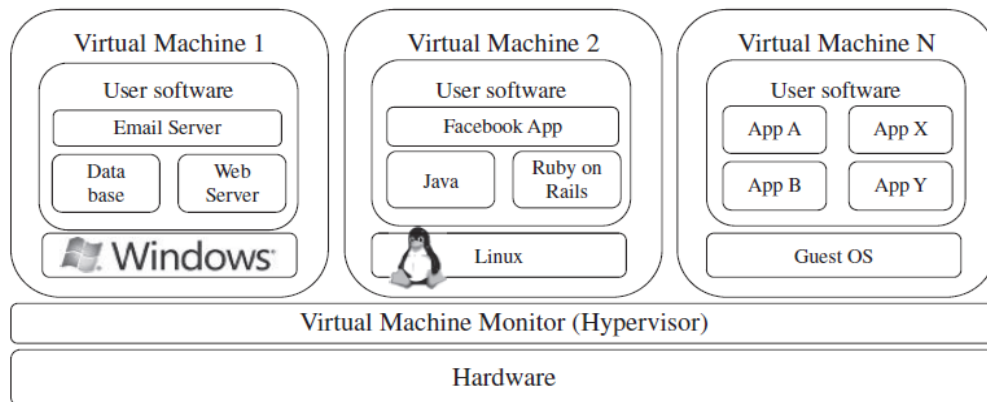 Virtual Machine 1
User software
Email Server
Data
base
Web
Server
Windows
Virtual Machine 2
User software
Facebook App
Java
Ruby on
Rails
Linux
Virtual Machine N
User software
App A
App X
App B
App Y
Guest OS
Virtual Machine Monitor (Hypervisor)
Hardware